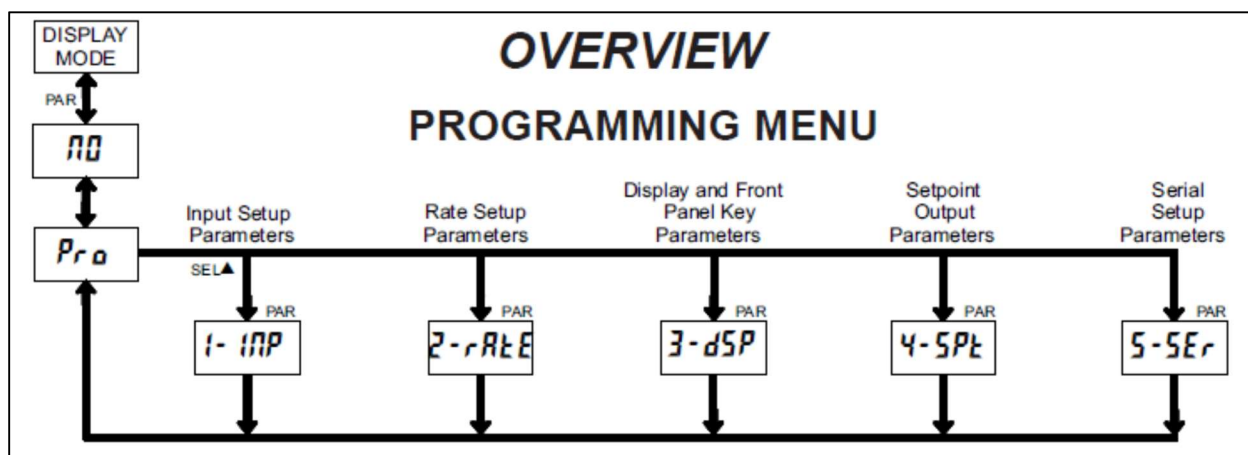 DISPLAY
MODE
OVERVIEW
PAR
PROGRAMMING MENU
NO
Pro
Input Setup
Parameters
Rate Setup
Parameters
Display and Front
Panel Key
Parameters
Setpoint
Output
Parameters
Serial
Setup
Parameters
SEL▲
PAR
1-INP
PAR
2-rAtE
PAR
3-dSP
PAR
4-SPt
PAR
5-SEr